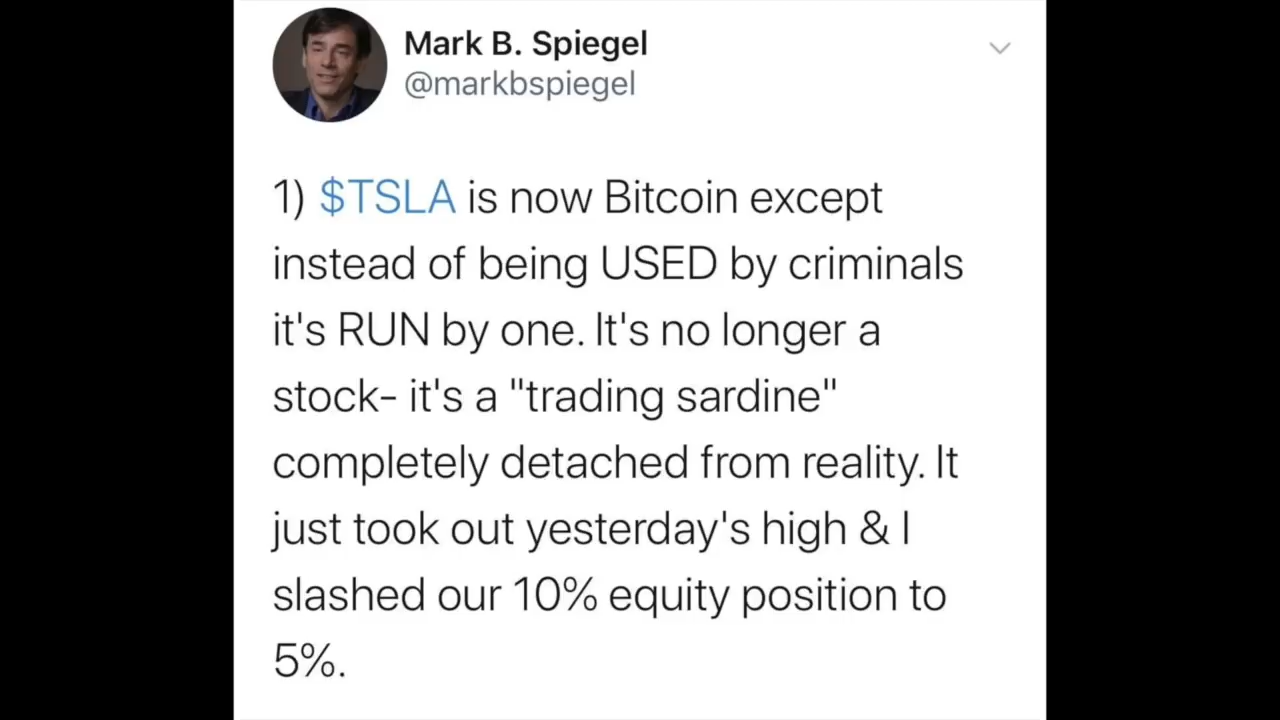 Mark B. Spiegel
@markbspiegel
1) $TSLA is now Bitcoin except
instead of being USED by criminals
it's RUN by one. It's no longer a
stock- it's a "trading sardine"
completely detached from reality. It
just took out yesterday's high & I
slashed our 10% equity position to
5%.